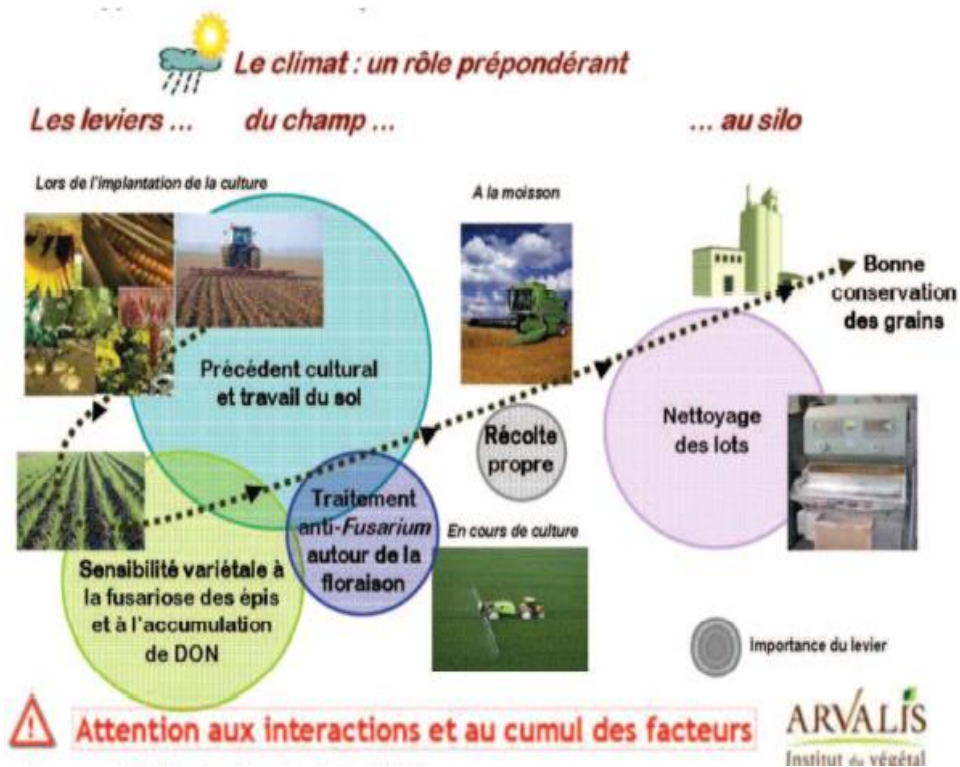 Le climat : un rôle prépondérant
Les leviers ... du champ ... ... au silo
Lors de l'implantation de la culture
A la moisson
Bonne
conservation
des grains
Précédent cultural
et travail du sol
Nettoyage
des lots
Récolte
propre
Traitement
anti-Fusarium
autour de la
floraison
En cours de culture
Sensibilité variétale à
la fusariose des épis
et à l'accumulation
de DON
Importance du levier
Attention aux interactions et au cumul des facteurs
ARVALIS
Institut du végétal